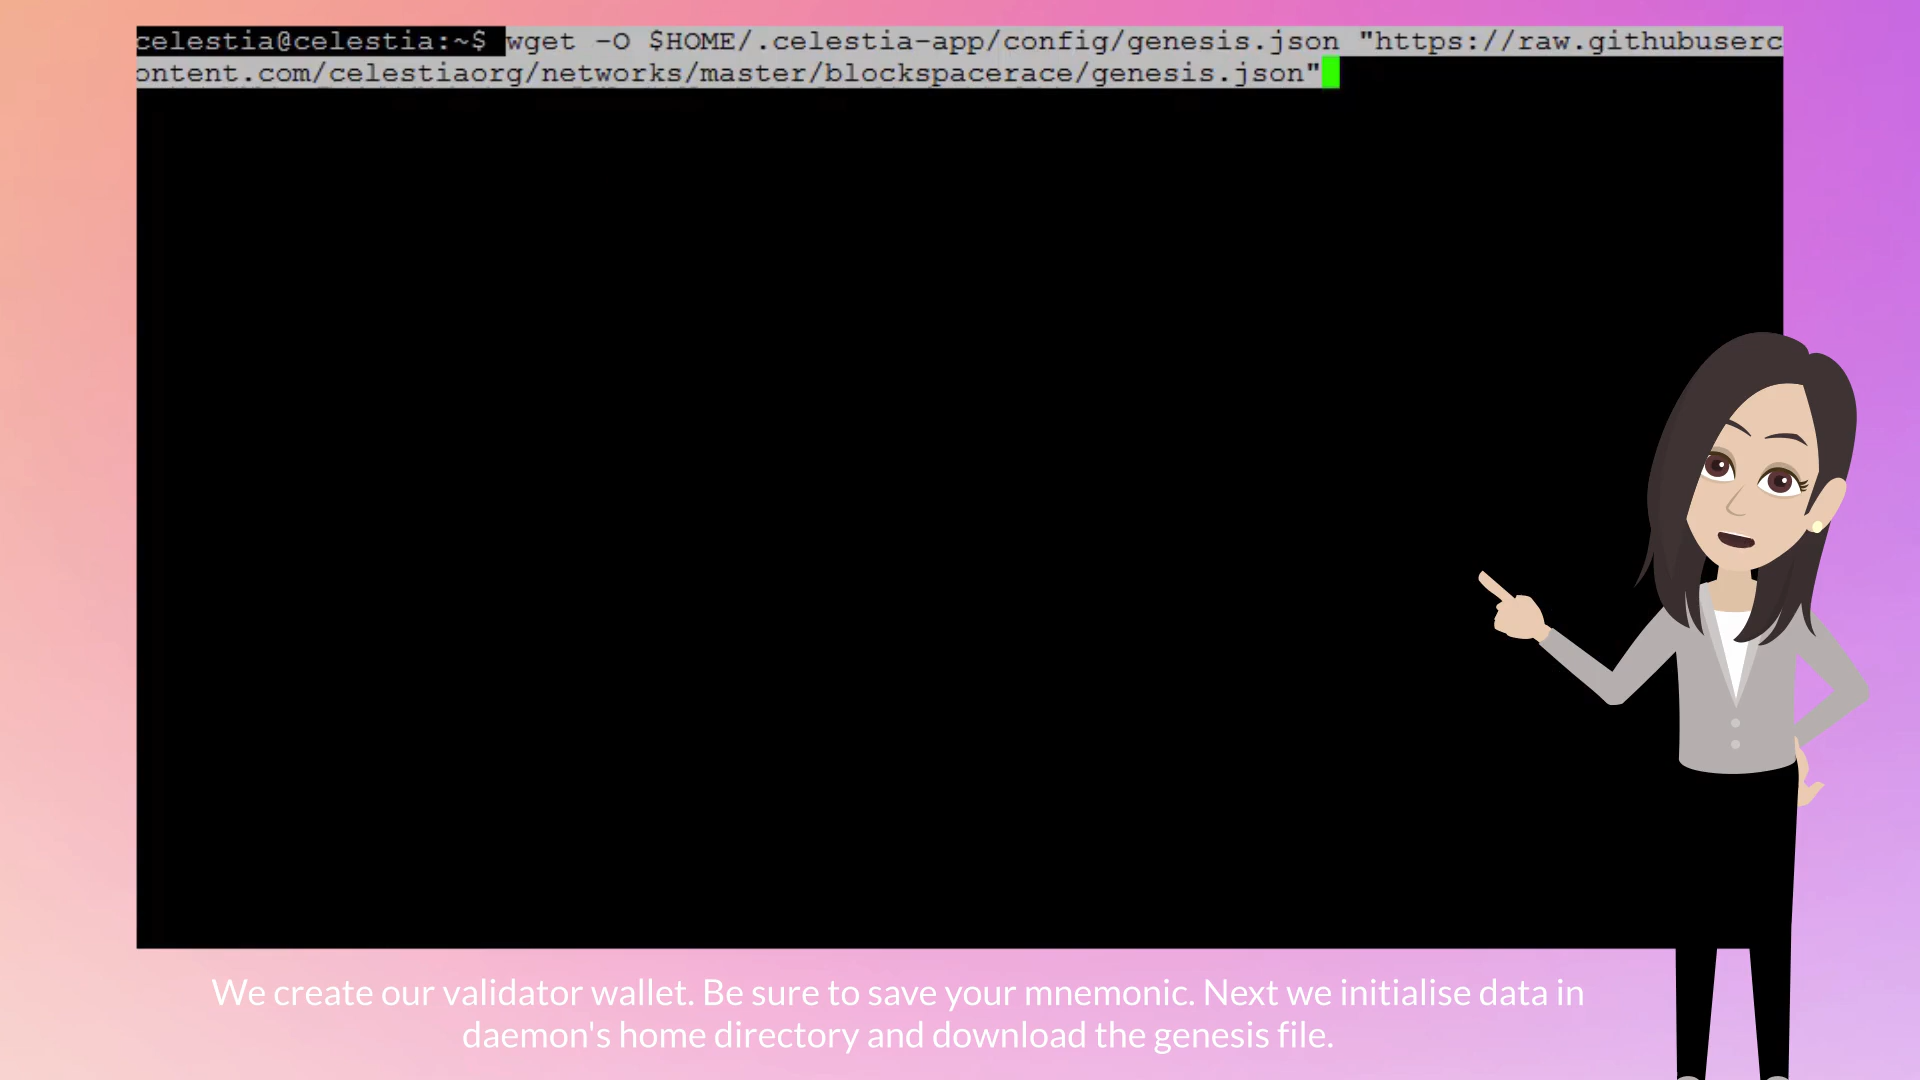 celestia@celestia:~$ wget -O $HOME/.celestia-app/config/genesis.json "https://raw.githubuserc
ontent.com/celestiaorg/networks/master/blockspacerace/genesis.json"
We create our validator wallet. Be sure to save your mnemonic. Next we initialise data in
daemon's home directory and download the genesis file.